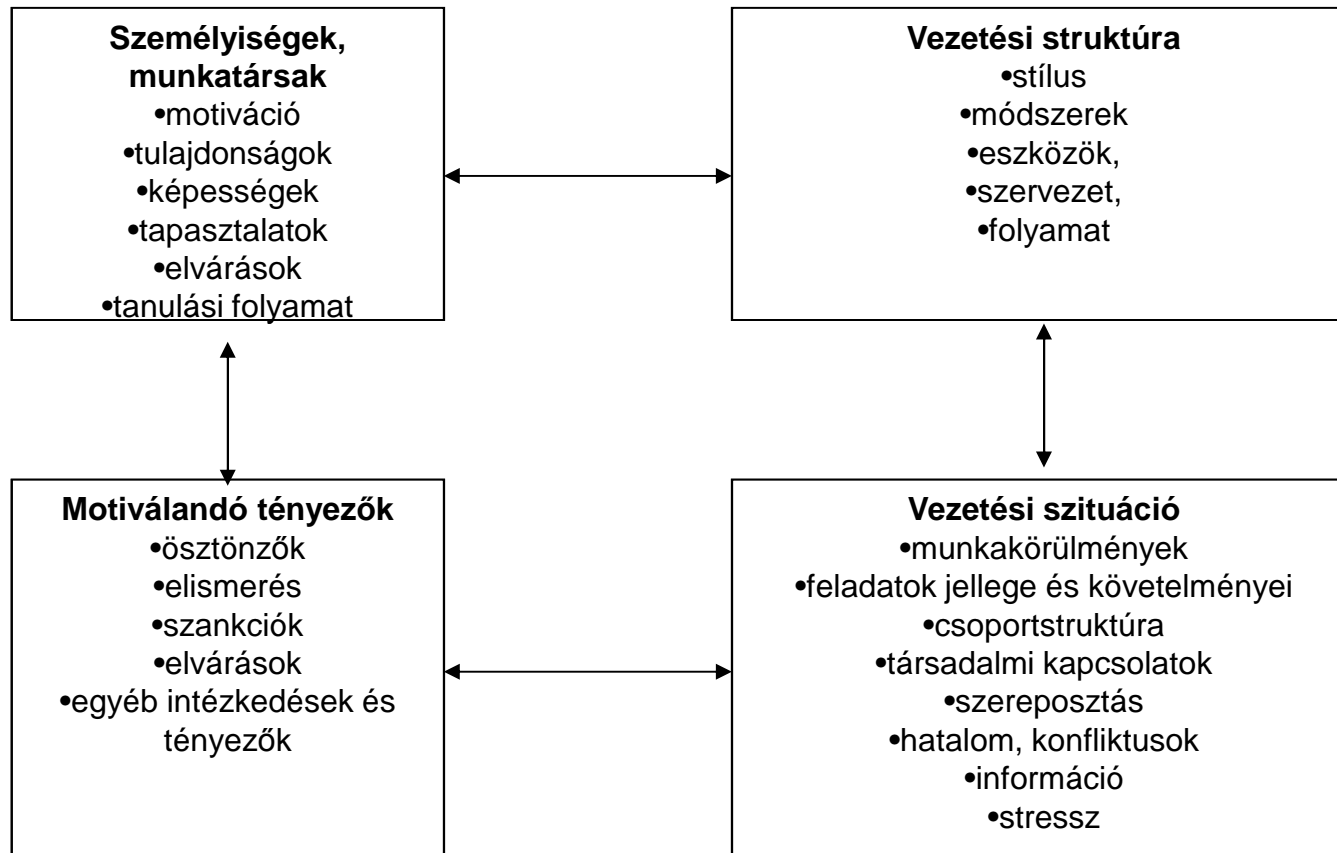 Személyiségek,
munkatársak
•motiváció
•tulajdonságok
•képességek
•tapasztalatok
•elvárások
•tanulási folyamat
Vezetési struktúra
•stílus
•módszerek
•eszközök,
•szervezet,
•folyamat
Motiválandó tényezők
•ösztönzők
•elismerés
•szankciók
•elvárások
•egyéb intézkedések és
tényezők
Vezetési szituáció
•munkakörülmények
•feladatok jellege és követelményei
•csoportstruktúra
•társadalmi kapcsolatok
•szereposztás
•hatalom, konfliktusok
•információ
•stressz